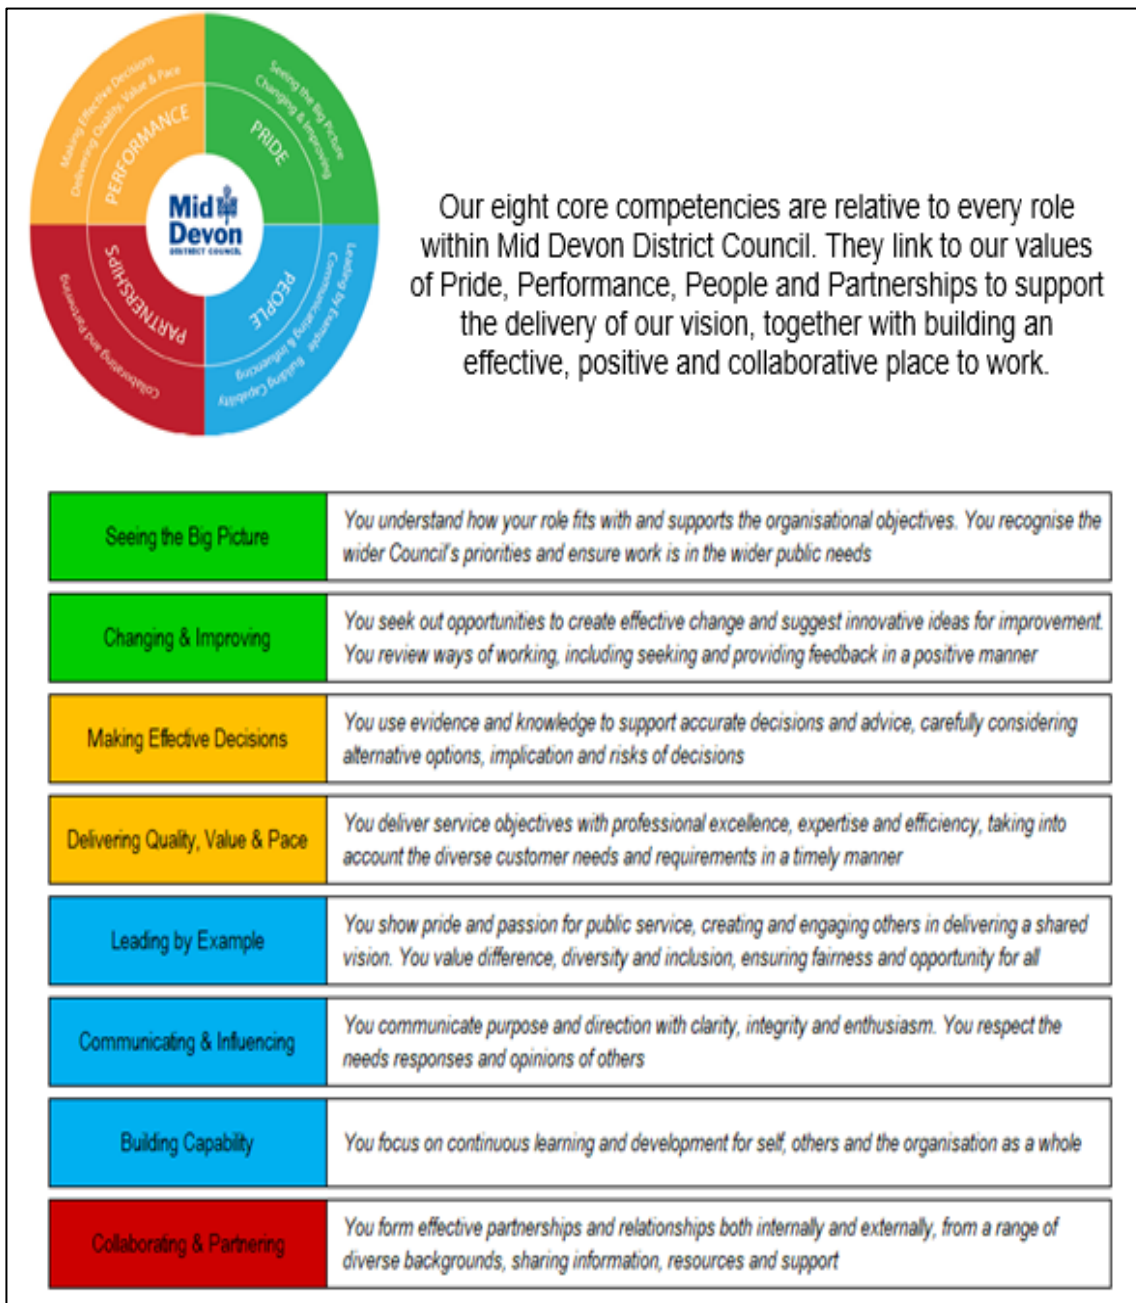 Making Effective Decisions
Delivering Quality, Value & Pace
PERFORMANCE
Seeing the Big Picture
Changing & Improving
PRIDE
Mid
Devon
DISTRICT COUNCIL
PARTNERSHIPS
Collaborating and Partnering
PEOPLE
Leading by Example Building Capability
Communicating & Influencing
Our eight core competencies are relative to every role
within Mid Devon District Council. They link to our values
of Pride, Performance, People and Partnerships to support
the delivery of our vision, together with building an
effective, positive and collaborative place to work.
Seeing the Big Picture
You understand how your role fits with and supports the organisational objectives. You recognise the
wider Council's priorities and ensure work is in the wider public needs
Changing & Improving
You seek out opportunities to create effective change and suggest innovative ideas for improvement.
You review ways of working, including seeking and providing feedback in a positive manner
Making Effective Decisions
You use evidence and knowledge to support accurate decisions and advice, carefully considering
alternative options, implication and risks of decisions
Delivering Quality, Value & Pace
You deliver service objectives with professional excellence, expertise and efficiency, taking into
account the diverse customer needs and requirements in a timely manner
Leading by Example
You show pride and passion for public service, creating and engaging others in delivering a shared
vision. You value difference, diversity and inclusion, ensuring fairness and opportunity for all
Communicating & Influencing
You communicate purpose and direction with clarity, integrity and enthusiasm. You respect the
needs responses and opinions of others
Building Capability
You focus on continuous learning and development for self, others and the organisation as a whole
Collaborating & Partnering
You form effective partnerships and relationships both internally and externally, from a range of
diverse backgrounds, sharing information, resources and support